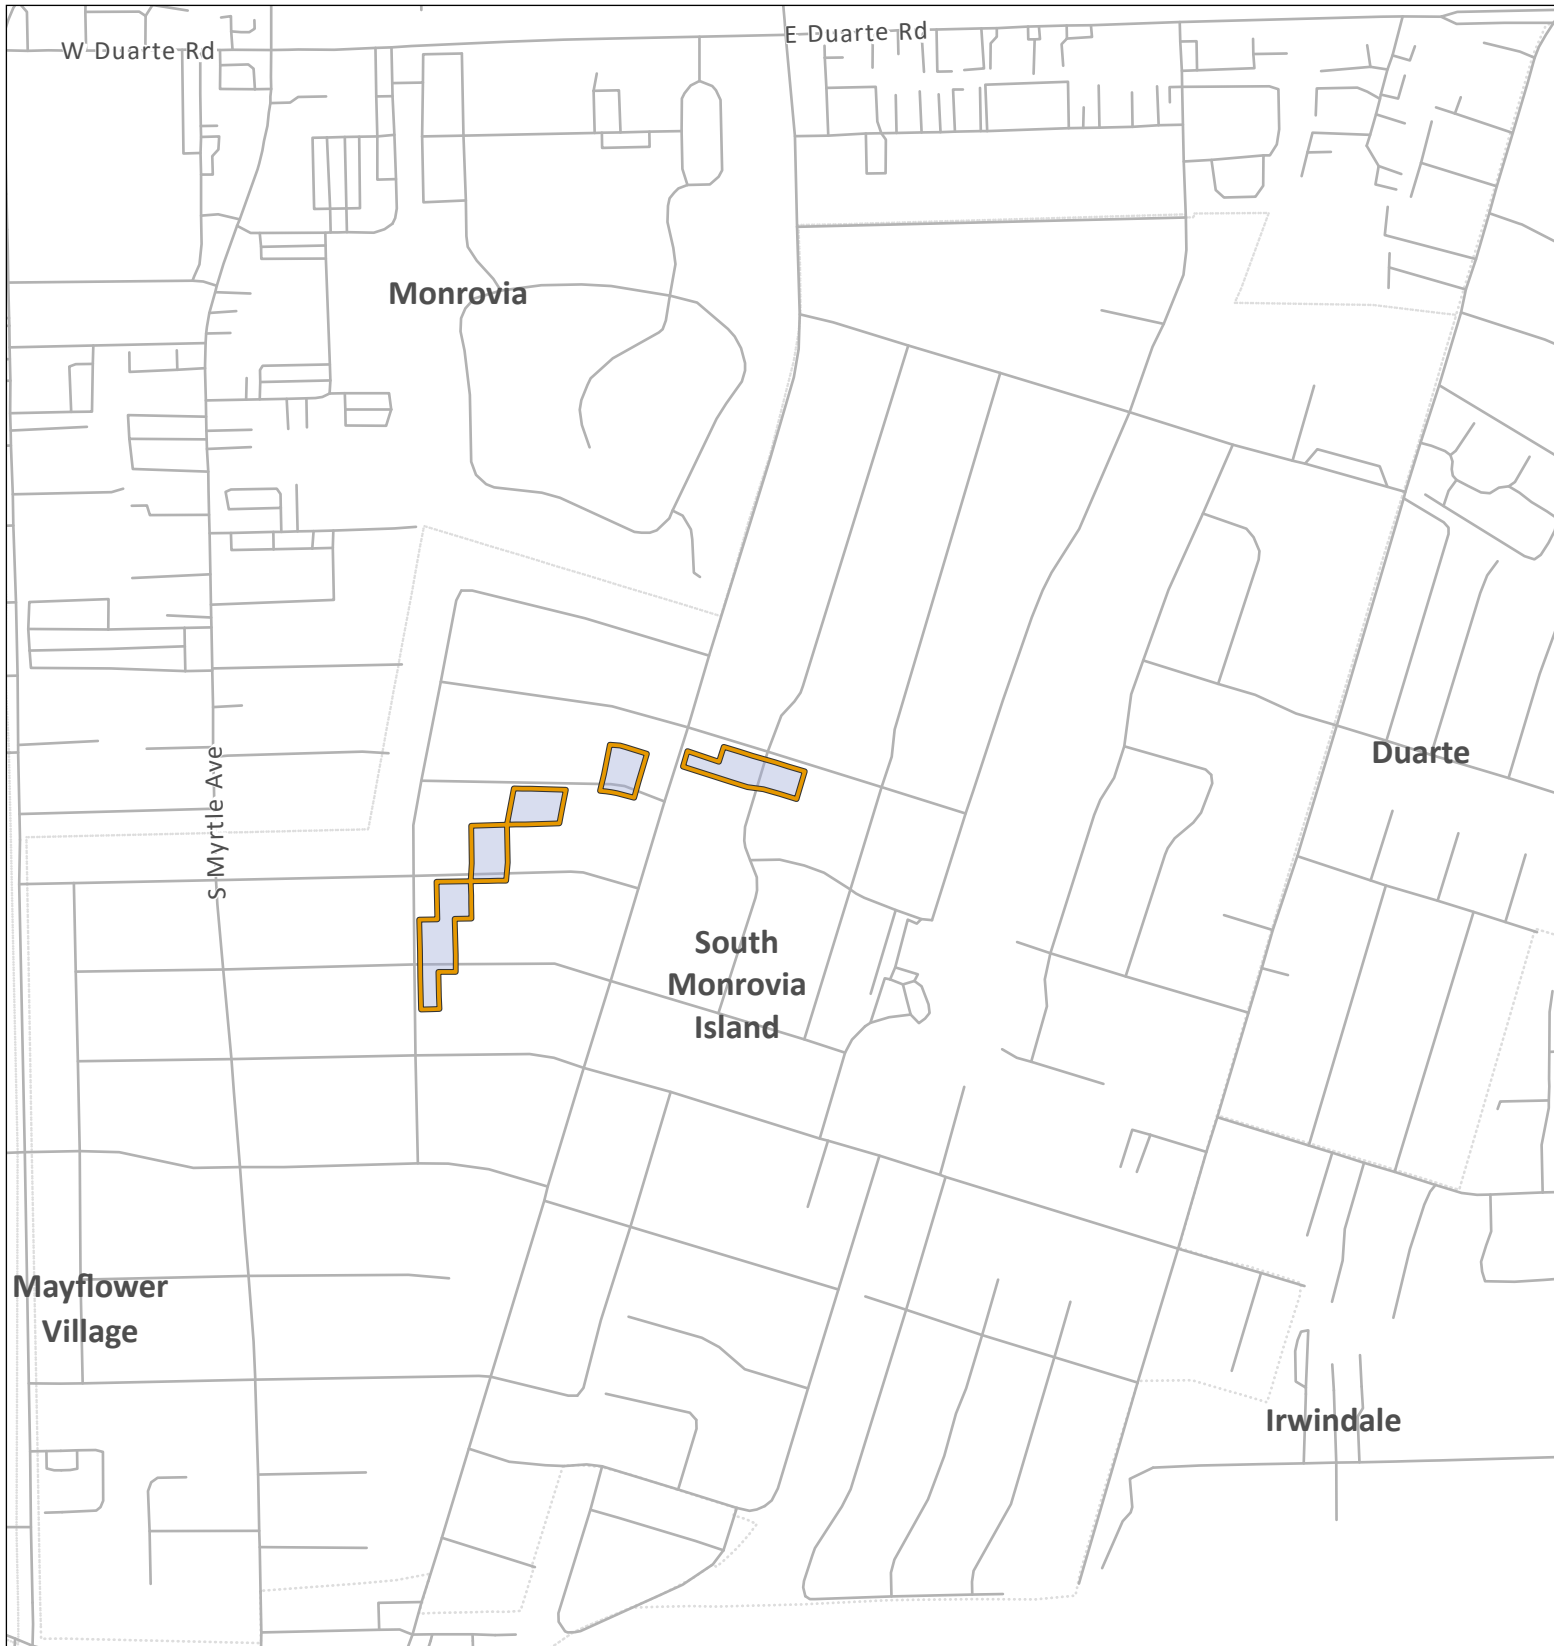 W Duarte Rd
E Duarte Rd
Monrovia
Duarte
S Myrtle Ave
South
Monrovia
Island
Mayflower
Village
Irwindale